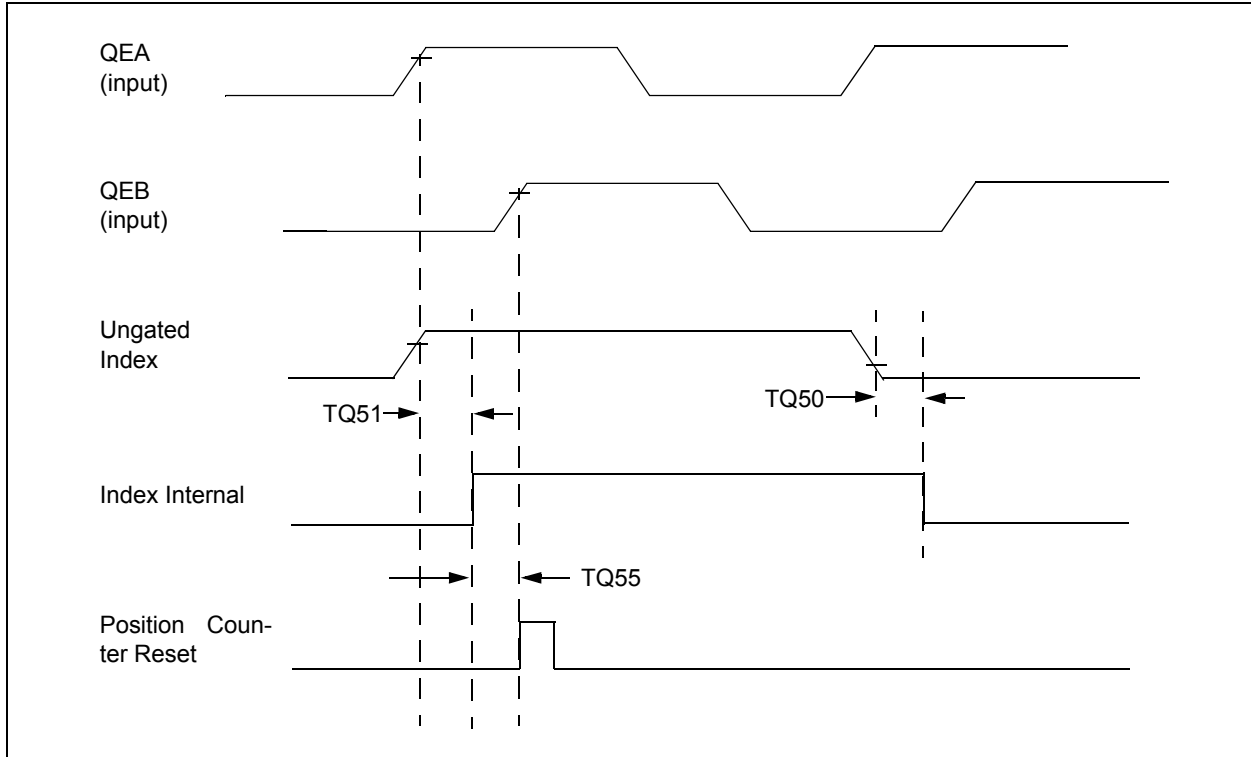 QEA
(input)
QEB
(input)
Ungated
Index
TQ51
TQ50
Index Internal
TQ55
Position Coun-
ter Reset